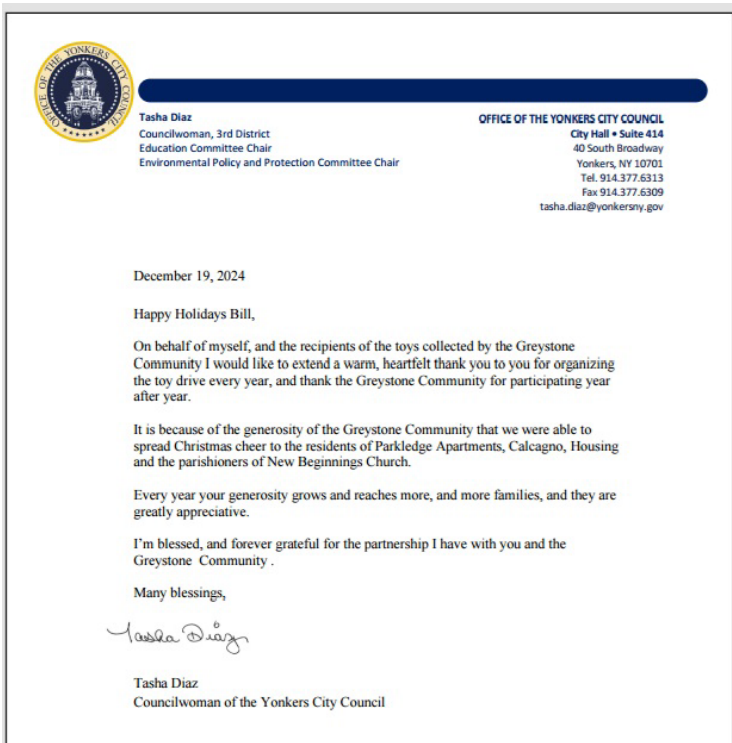 OFFICE OF THE YONKERS CITY COUNCIL
Tasha Diaz
Councilwoman, 3rd District
Education Committee Chair
Environmental Policy and Protection Committee Chair
OFFICE OF THE YONKERS CITY COUNCIL
City Hall • Suite 414
40 South Broadway
Yonkers, NY 10701
Tel. 914.377.6313
Fax 914.377.6309
tasha.diaz@yonkersny.gov
December 19, 2024
Happy Holidays Bill,
On behalf of myself, and the recipients of the toys collected by the Greystone
Community I would like to extend a warm, heartfelt thank you to you for organizing
the toy drive every year, and thank the Greystone Community for participating year
after year.
It is because of the generosity of the Greystone Community that we were able to
spread Christmas cheer to the residents of Parkledge Apartments, Calcagno, Housing
and the parishioners of New Beginnings Church.
Every year your generosity grows and reaches more, and more families, and they are
greatly appreciative.
I'm blessed, and forever grateful for the partnership I have with you and the
Greystone  Community .
Many blessings,
Tasha Diaz
Tasha Diaz
Councilwoman of the Yonkers City Council